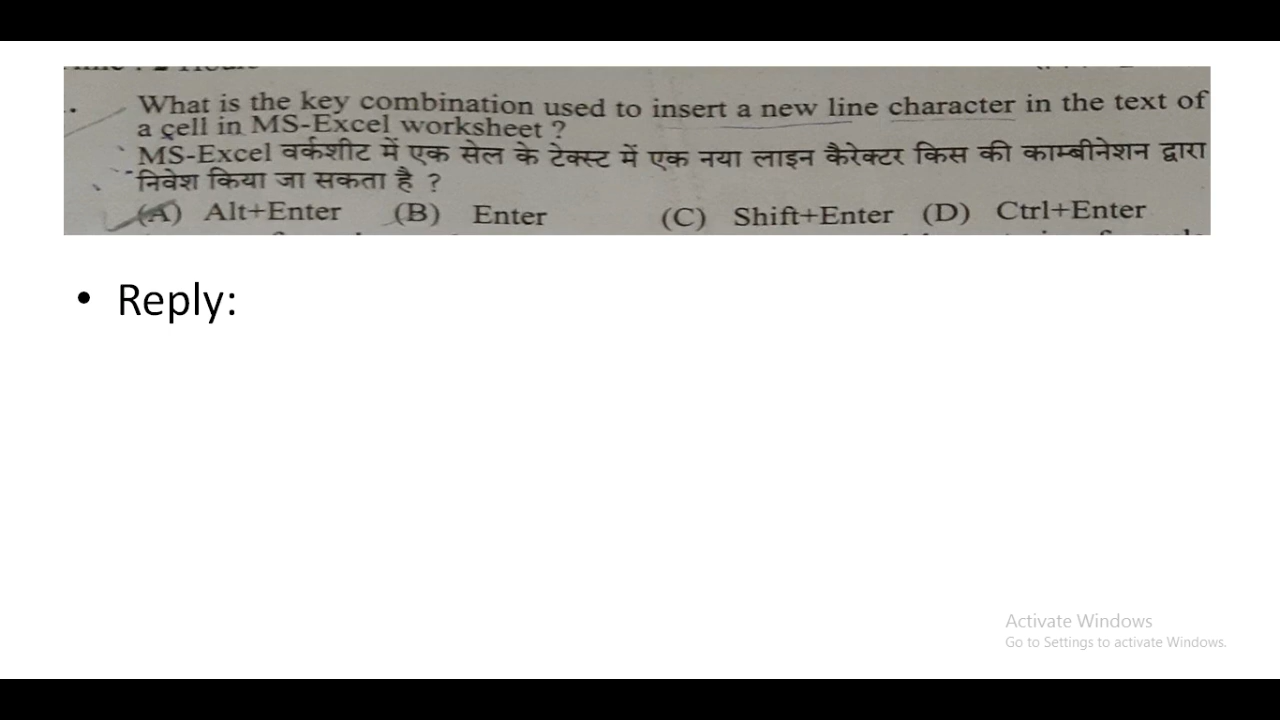 What is the key combination used to insert a new line character in the text of
a cell in MS-Excel worksheet ?
MS-Excel वर्कशीट में एक सेल के टेक्स्ट में एक नया लाइन कैरेक्टर किस की काम्बीनेशन द्वारा
निवेश किया जा सकता है ?
(A) Alt+Enter (B) Enter (C) Shift+Enter (D) Ctrl+Enter
• Reply:
Activate Windows
Go to Settings to activate Windows.